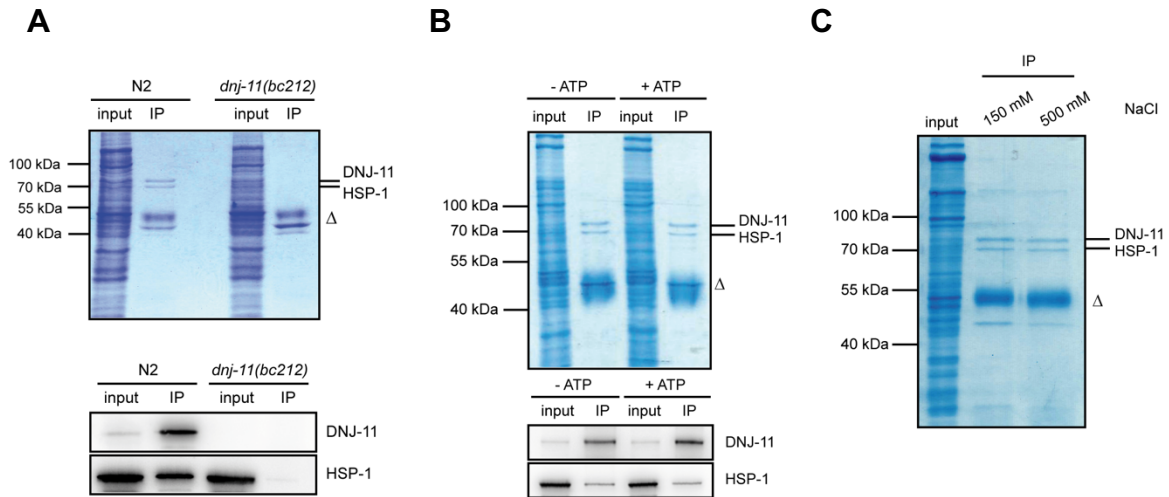 A
N2 dnj-11(bc212)
input IP input IP
100 kDa
70 kDa
55 kDa
40 kDa
DNJ-11
HSP-1
Δ
N2 dnj-11(bc212)
input IP input IP
DNJ-11
HSP-1
B
- ATP + ATP
input IP input IP
100 kDa
70 kDa
55 kDa
40 kDa
DNJ-11
HSP-1
Δ
- ATP + ATP
input IP input IP
DNJ-11
HSP-1
C
IP
input 150 mM 500 mM NaCl
100 kDa
70 kDa
55 kDa
40 kDa
DNJ-11
HSP-1
Δ